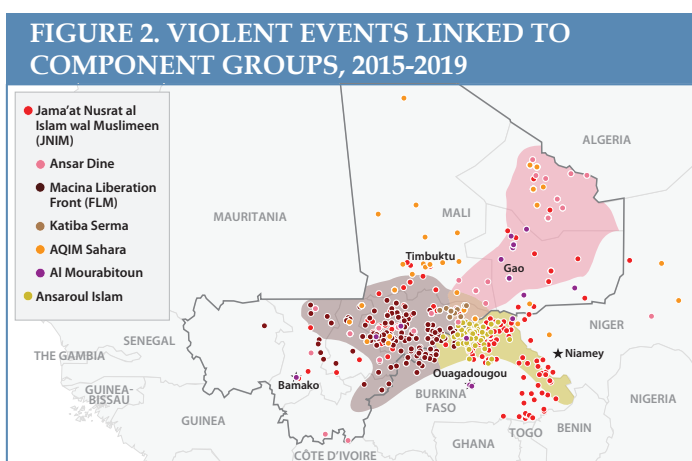 FIGURE 2. VIOLENT EVENTS LINKED TO
COMPONENT GROUPS, 2015-2019
Jama'at Nusrat al
Islam wal Muslimeen
(JNIM)
Ansar Dine
Macina Liberation
Front (FLM)
Katiba Serma
AQIM Sahara
Al Mourabitoun
Ansaroul Islam
ALGERIA
MAURITANIA
MALI
Timbuktu
Gao
NIGER
SENEGAL
THE GAMBIA
Niamey
Ouagadougou
Bamako
GUINEA-
BISSAU
BURKINA
FASO
NIGERIA
GUINEA
BENIN
TOGO
GHANA
CÔTE D'IVOIRE